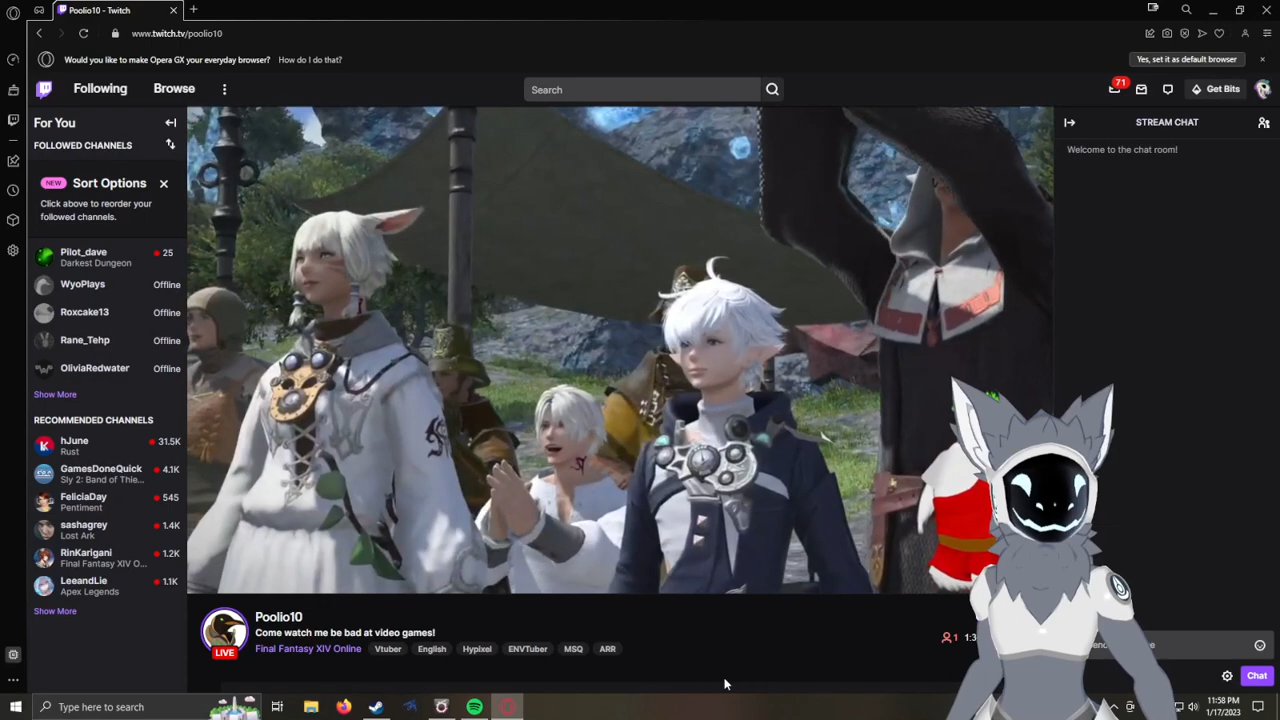 Poolio10 - Twitch
www.twitch.tv/poolio10
Would you like to make Opera GX your everyday browser? How do I do that?
Yes, set it as default browser
Following
Browse
Search
71
Get Bits
For You
FOLLOWED CHANNELS
NEW Sort Options
Click above to reorder your
followed channels.
Pilot_dave
25
Darkest Dungeon
WyoPlays
Offline
Roxcake13
Offline
Rane_Tehp
Offline
OliviaRedwater
Offline
Show More
RECOMMENDED CHANNELS
hJune
31.5K
Rust
GamesDoneQuick
4.1K
Sly 2: Band of Thie...
FeliciaDay
545
Pentiment
sashagrey
1.4K
Lost Ark
RinKarigani
1.2K
Final Fantasy XIV O...
LeeandLie
1.1K
Apex Legends
Show More
STREAM CHAT
Welcome to the chat room!
Poolio10
Come watch me be bad at video games!
LIVE
Final Fantasy XIV Online
Vtuber
English
Hypixel
ENVTuber
MSQ
ARR
1
Chat
Type here to search
11:58 PM
1/17/2023